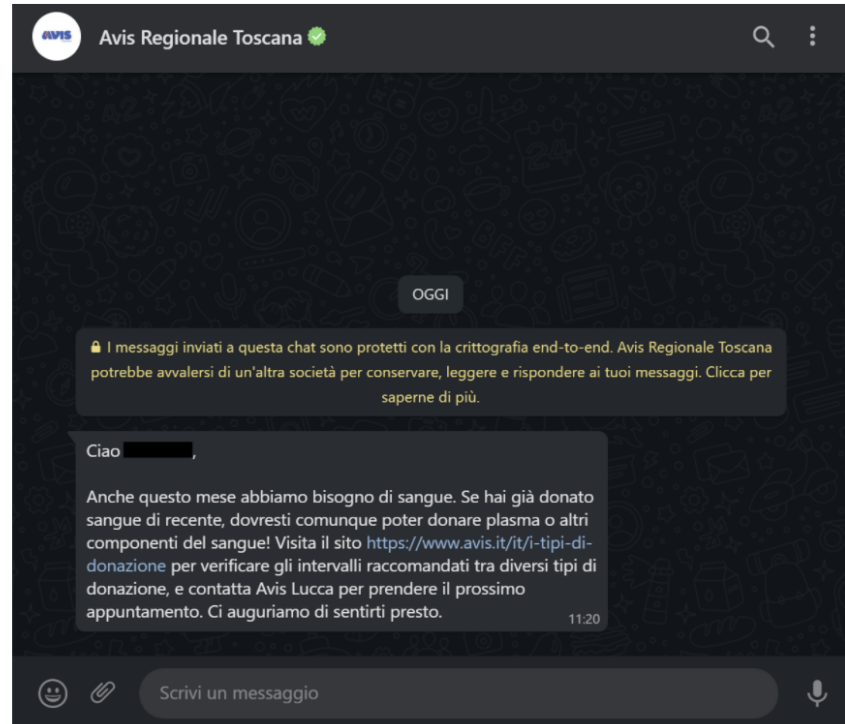 AVIS
Avis Regionale Toscana
OGGI
I messaggi inviati a questa chat sono protetti con la crittografia end-to-end. Avis Regionale Toscana
potrebbe avvalersi di un'altra società per conservare, leggere e rispondere ai tuoi messaggi. Clicca per
saperne di più.
Ciao ,
Anche questo mese abbiamo bisogno di sangue. Se hai già donato
sangue di recente, dovresti comunque poter donare plasma o altri
componenti del sangue! Visita il sito https://www.avis.it/it/i-tipi-di-
donazione per verificare gli intervalli raccomandati tra diversi tipi di
donazione, e contatta Avis Lucca per prendere il prossimo
appuntamento. Ci auguriamo di sentirti presto.
11:20
Scrivi un messaggio